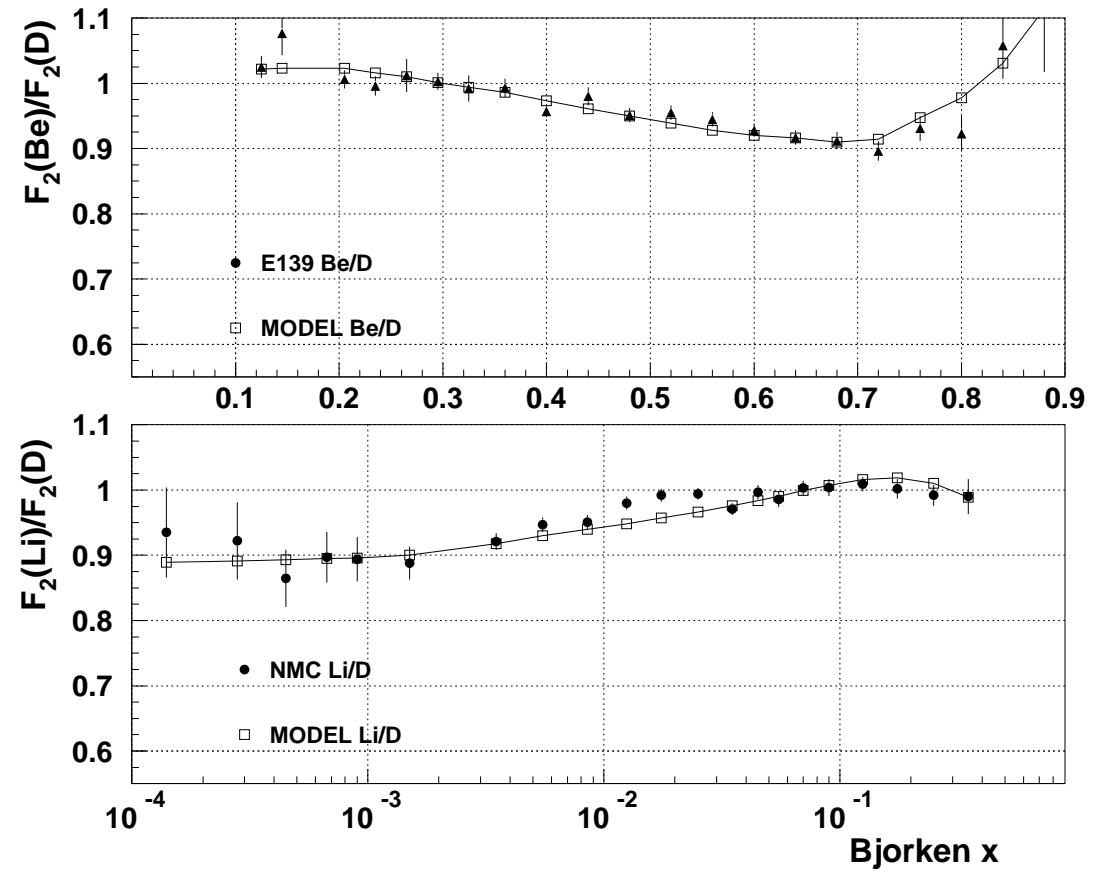 F2(Be)/F2(D)
1.1
1
0.9
0.8
0.7
0.6
E139 Be/D
MODEL Be/D
0.1 0.2 0.3 0.4 0.5 0.6 0.7 0.8 0.9
F2(Li)/F2(D)
1.1
1
0.9
0.8
0.7
0.6
NMC Li/D
MODEL Li/D
10^-4 10^-3 10^-2 10^-1
Bjorken x